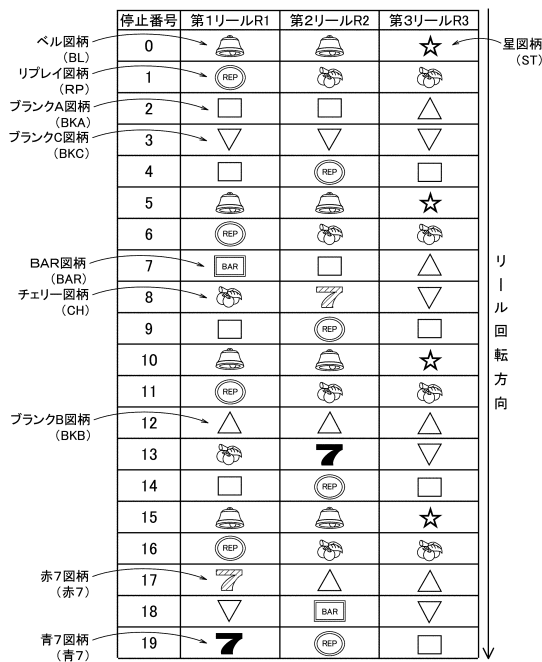 停止番号 第1リールR1 第2リールR2 第3リールR3
ベル図柄
(BL)
0
星図柄
(ST)
リプレイ図柄
(RP)
1 REP
ブランクA図柄
(BKA)
2
ブランクC図柄
(BKC)
3
4 REP
5
6 REP
BAR図柄
(BAR)
7 BAR
チェリー図柄
(CH)
8 7
9 REP
10
11 REP
ブランクB図柄
(BKB)
12
13 7
14 REP
15
16 REP
赤7図柄
(赤7)
17 7
18 BAR
青7図柄
(青7)
19 7 REP
リール回転方向